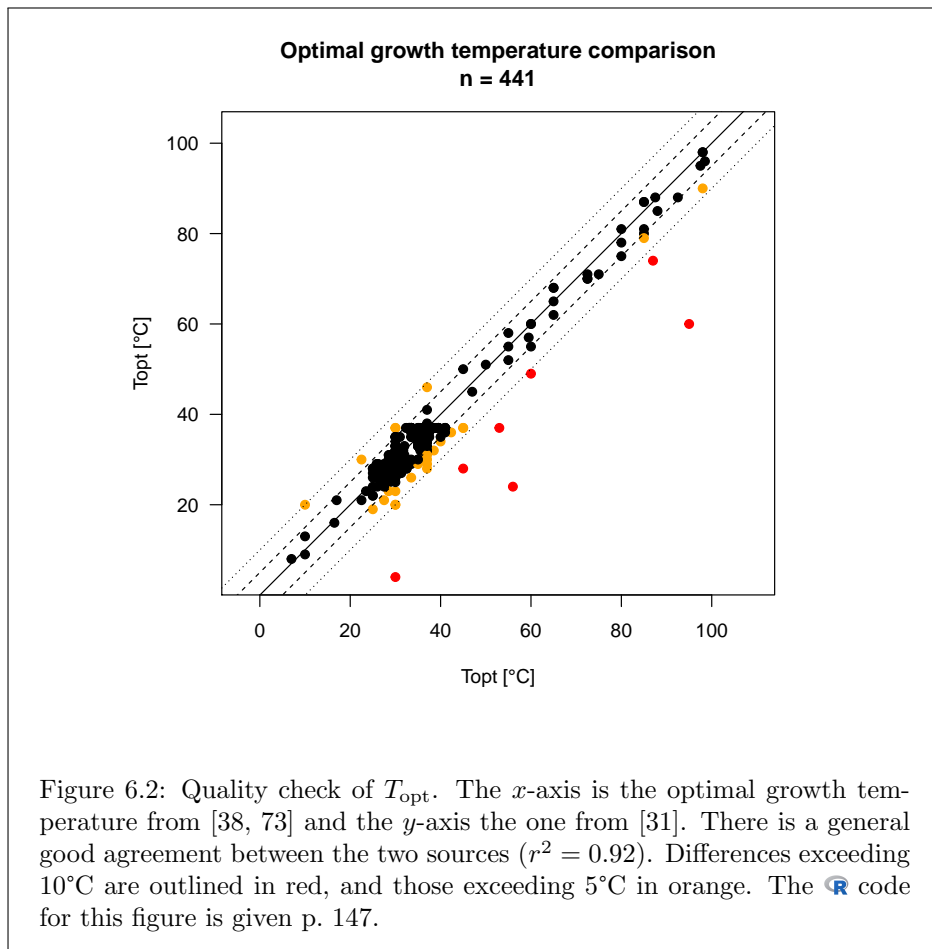 Optimal growth temperature comparison
n = 441
100
80
60
40
20
Topt [°C]
0 20 40 60 80 100
Topt [°C]
Figure 6.2: Quality check of Topt. The x-axis is the optimal growth tem-
perature from [38, 73] and the y-axis the one from [31]. There is a general
good agreement between the two sources (r² = 0.92). Differences exceeding
10°C are outlined in red, and those exceeding 5°C in orange. The R code
for this figure is given p. 147.